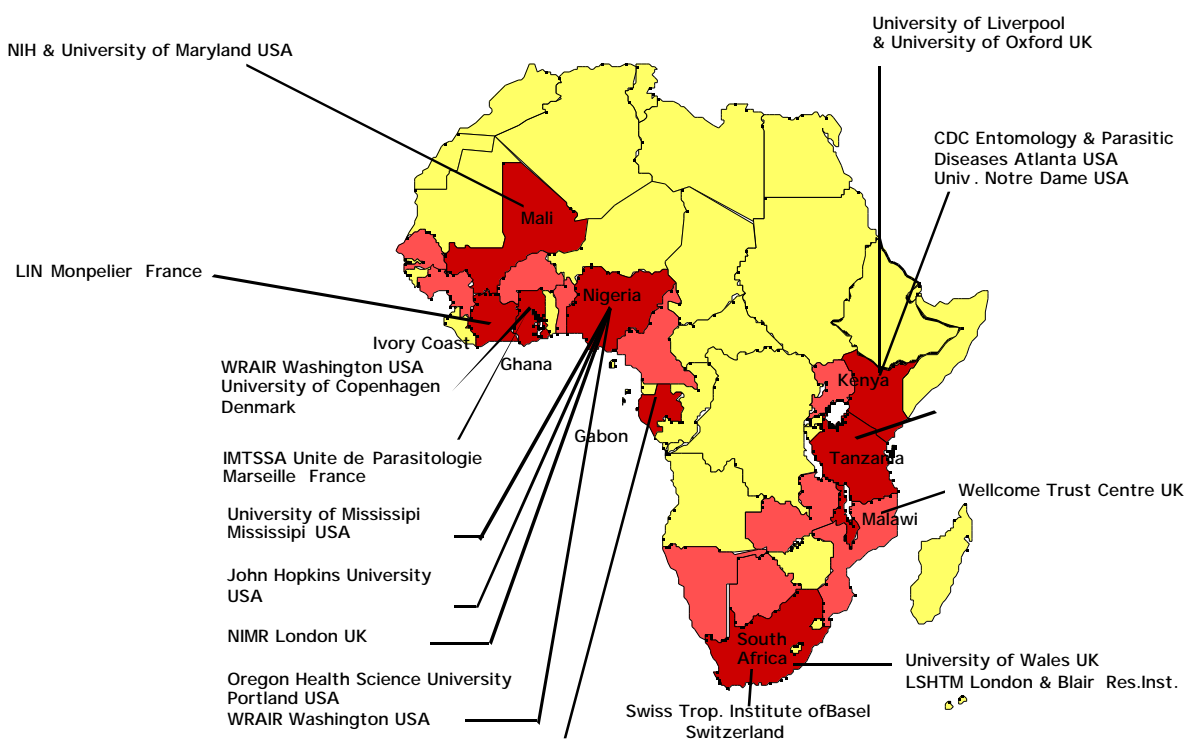 University of Liverpool
& University of Oxford UK
NIH & University of Maryland USA
CDC Entomology & Parasitic
Diseases Atlanta USA
Univ. Notre Dame USA
Mali
LIN Monpelier France
Nigeria
Ivory Coast
WRAIR Washington USA
University of Copenhagen
Denmark
Ghana
Kenya
Gabon
Tanzania
IMTSSA Unite de Parasitologie
Marseille France
Wellcome Trust Centre UK
University of Mississipi
Mississipi USA
Malawi
John Hopkins University
USA
NIMR London UK
South
Africa
University of Wales UK
LSHTM London & Blair Res.Inst.
Oregon Health Science University
Portland USA
WRAIR Washington USA
Swiss Trop. Institute ofBasel
Switzerland